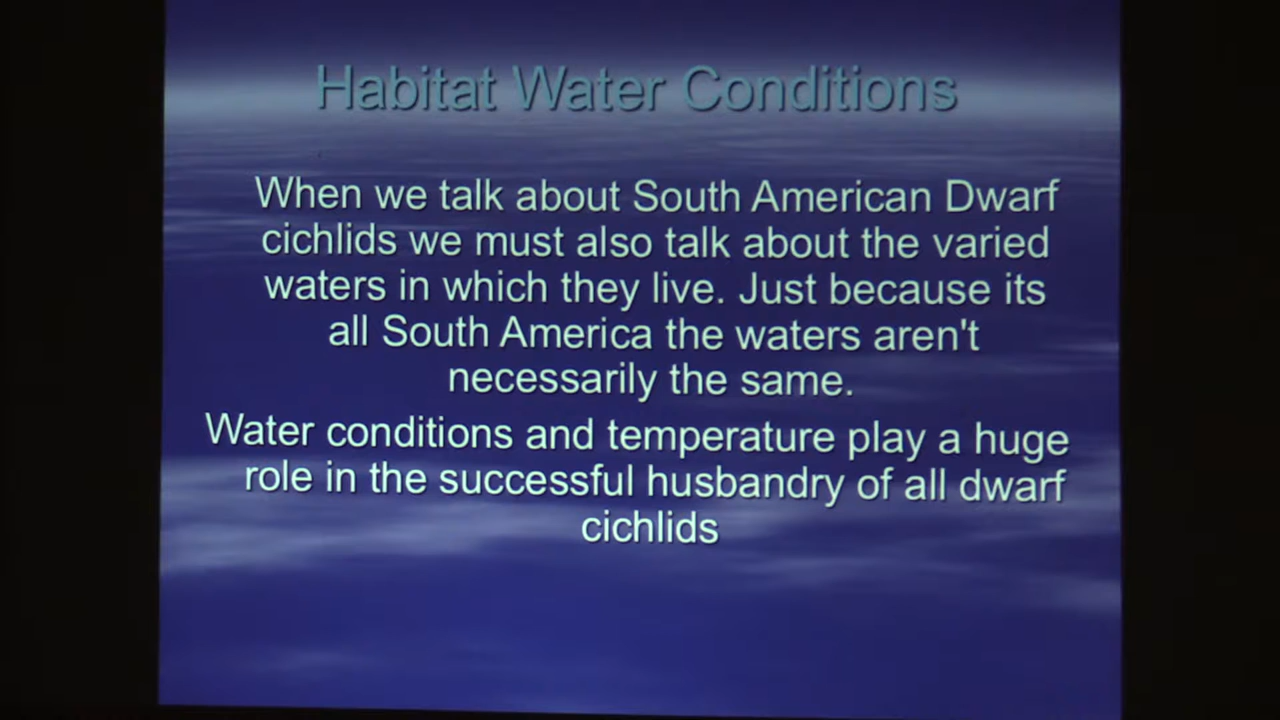 Habitat Water Conditions
When we talk about South American Dwarf
cichlids we must also talk about the varied
waters in which they live. Just because its
all South America the waters aren't
necessarily the same.
Water conditions and temperature play a huge
role in the successful husbandry of all dwarf
cichlids